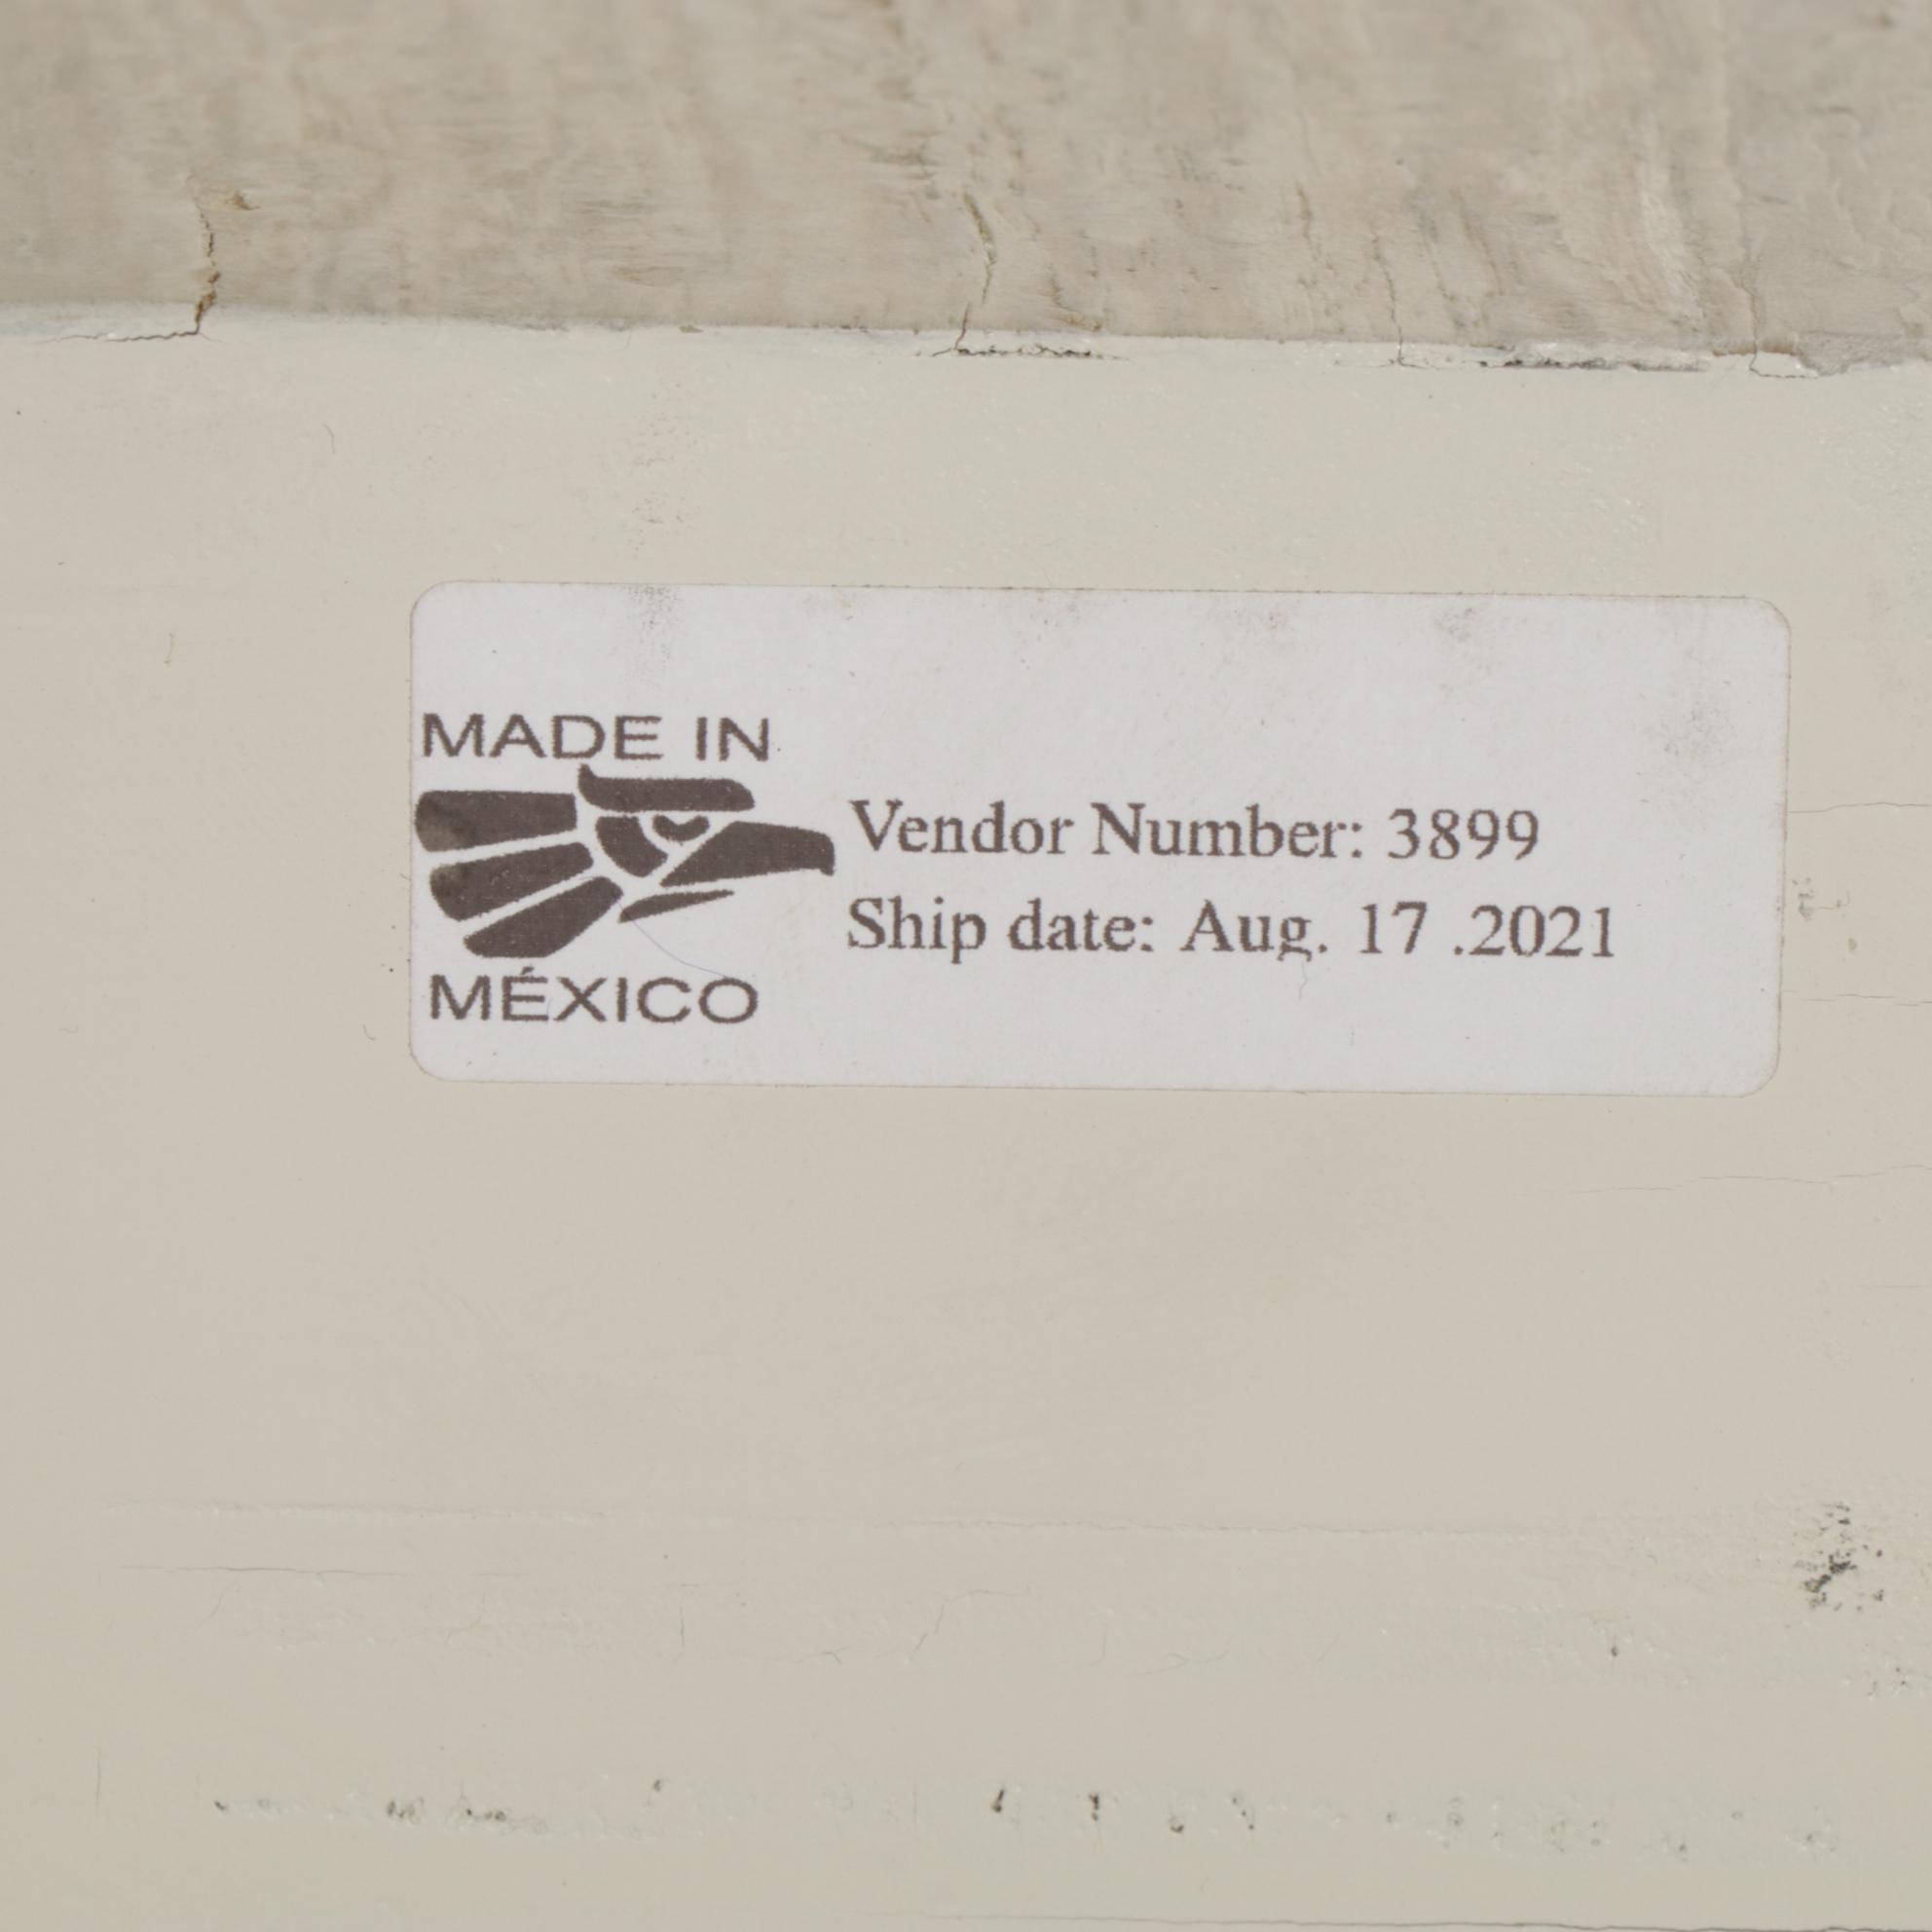 MADE IN
MÉXICO
Vendor Number: 3899
Ship date: Aug. 17 .2021